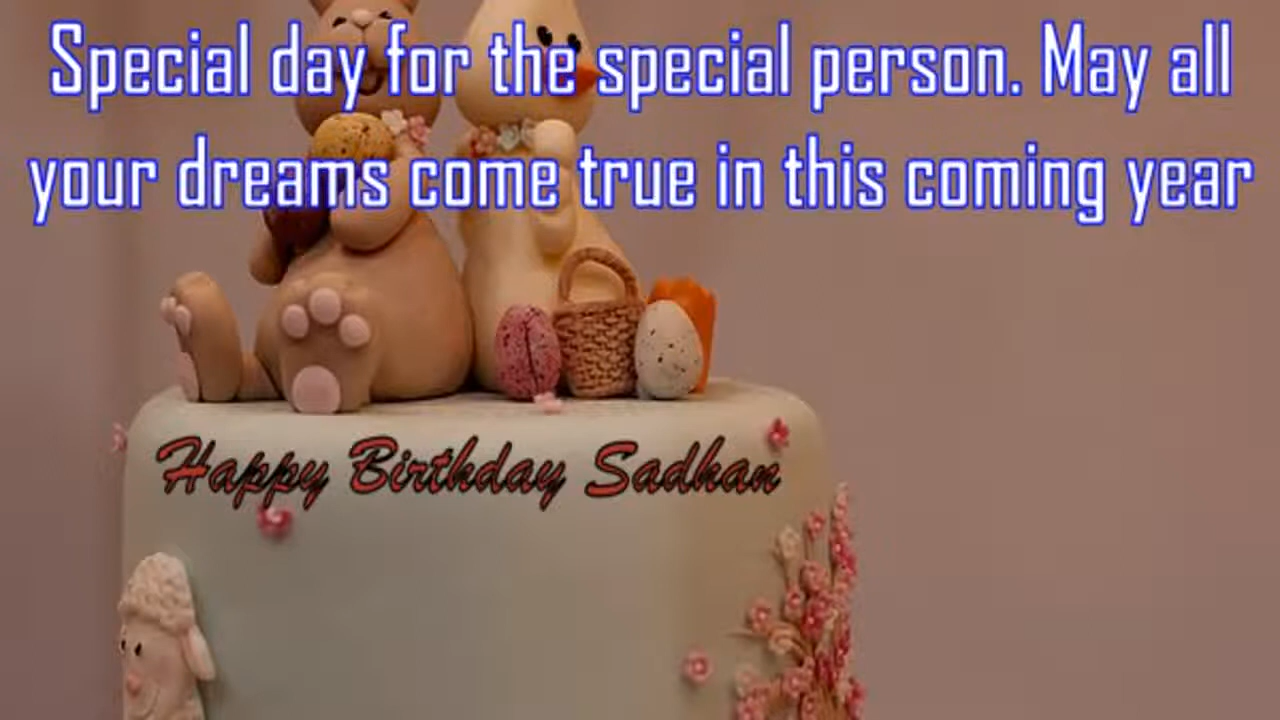 Special day for the special person. May all
your dreams come true in this coming year
Happy Birthday Sadhan